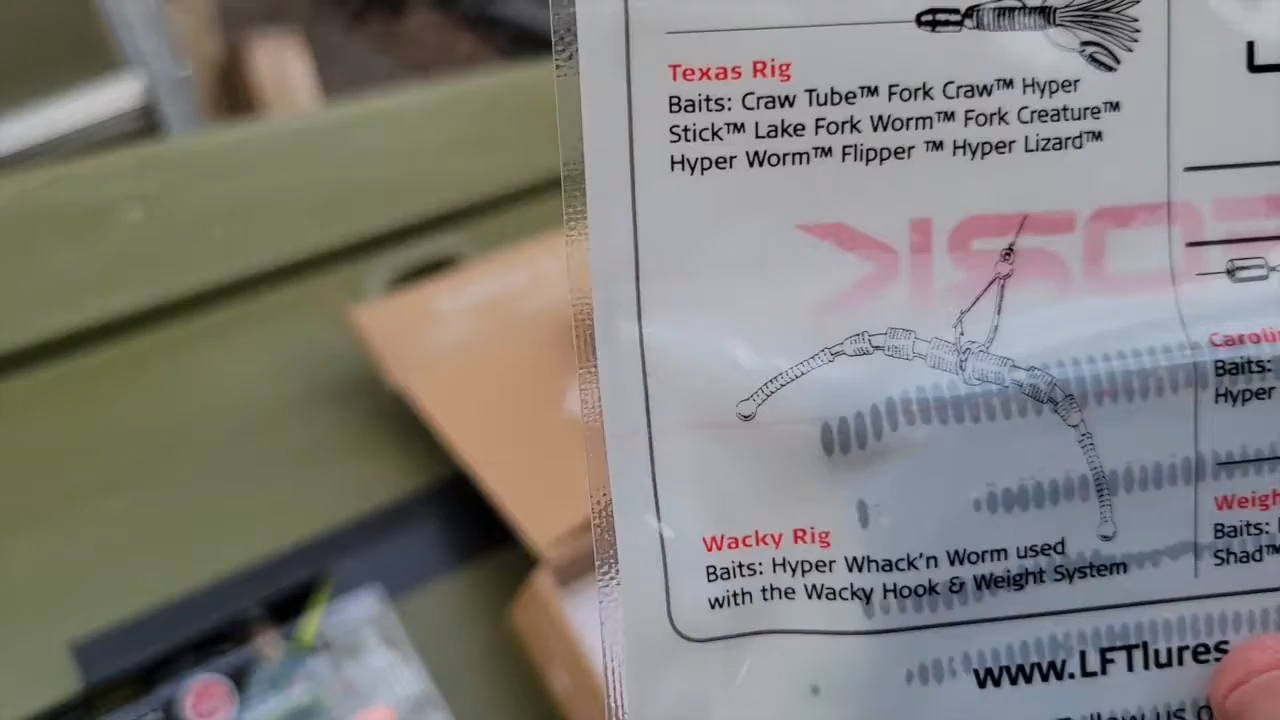 Texas Rig
Baits: Craw Tube™ Fork Craw™ Hyper
Stick™ Lake Fork Worm™ Fork Creature™
Hyper Worm™ Flipper ™ Hyper Lizard™
Wacky Rig
Baits: Hyper Whack'n Worm used
with the Wacky Hook & Weight System
Baits:
Hyper
Baits:
Shad™
www.LFTlures